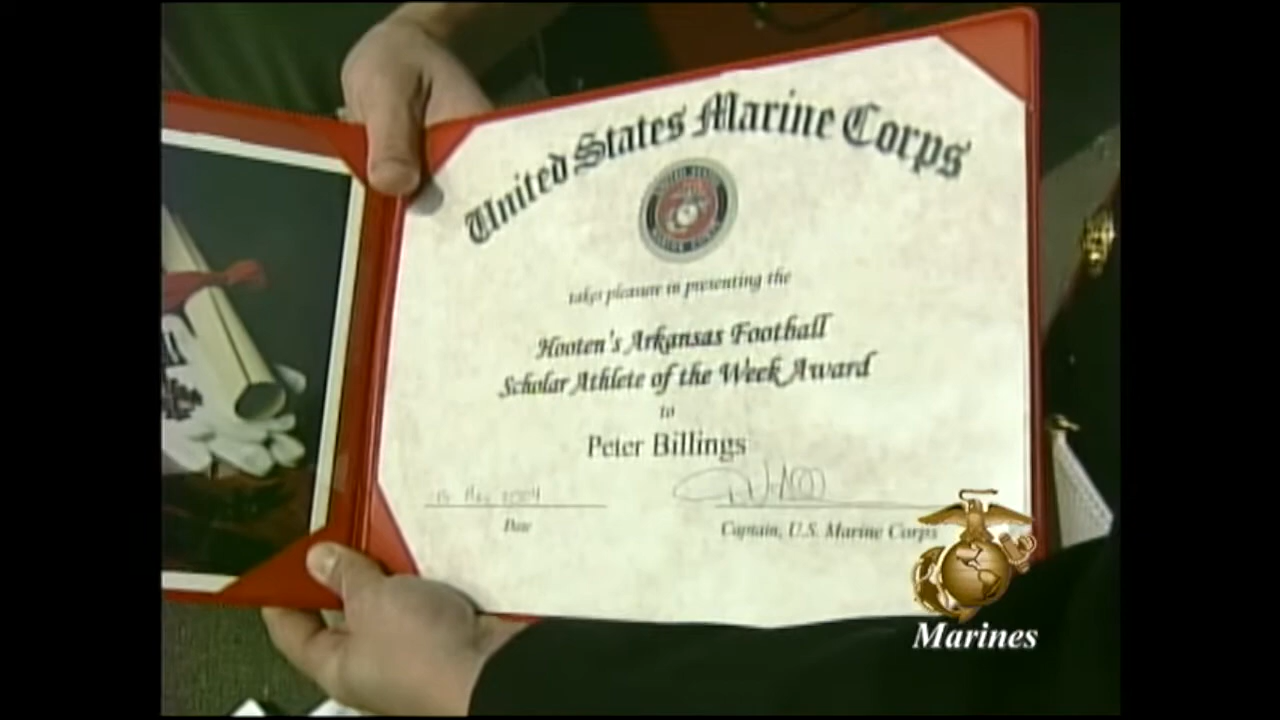 United States Marine Corps
takes pleasure in presenting the
Hooten's Arkansas Football
Scholar Athlete of the Week Award
to
Peter Billings
Date
Captain, U.S. Marine Corps
Marines